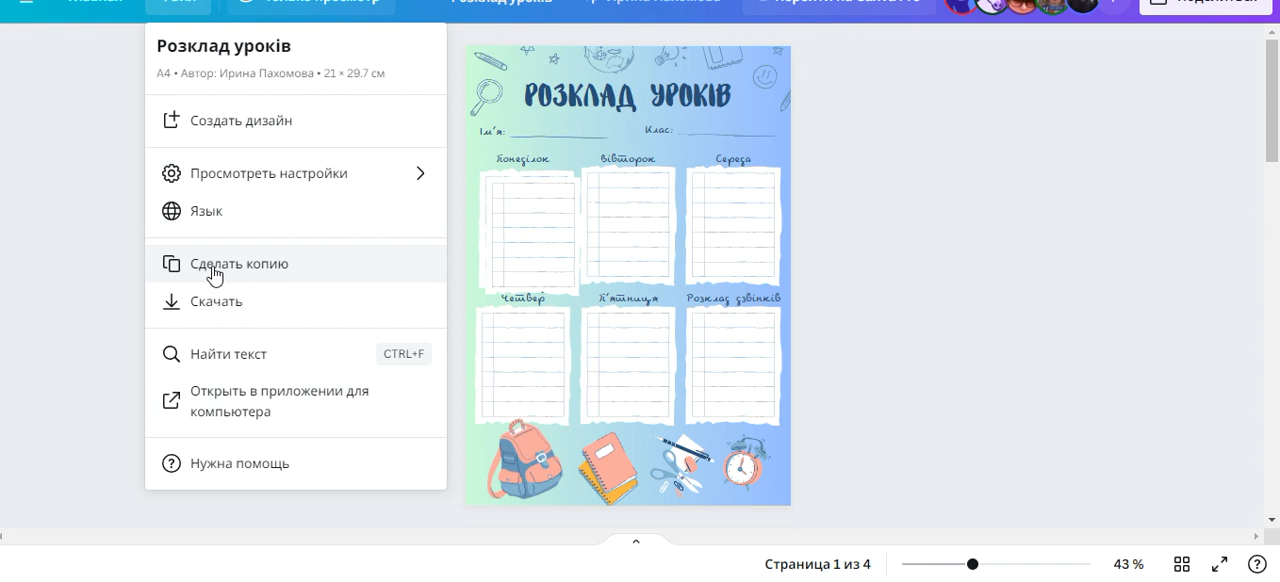 Розклад уроків
A4 • Автор: Ирина Пахомова • 21 × 29.7 см
Создать дизайн
Просмотреть настройки
Язык
Сделать копию
Скачать
Найти текст
CTRL+F
Открыть в приложении для
компьютера
Нужна помощь
РОЗКЛАД УРОКІВ
Ім'я:
Клас:
Понеділок
Вівторок
Середа
Четвер
П'ятниця
Розклад дзвінків
Страница 1 из 4
43 %